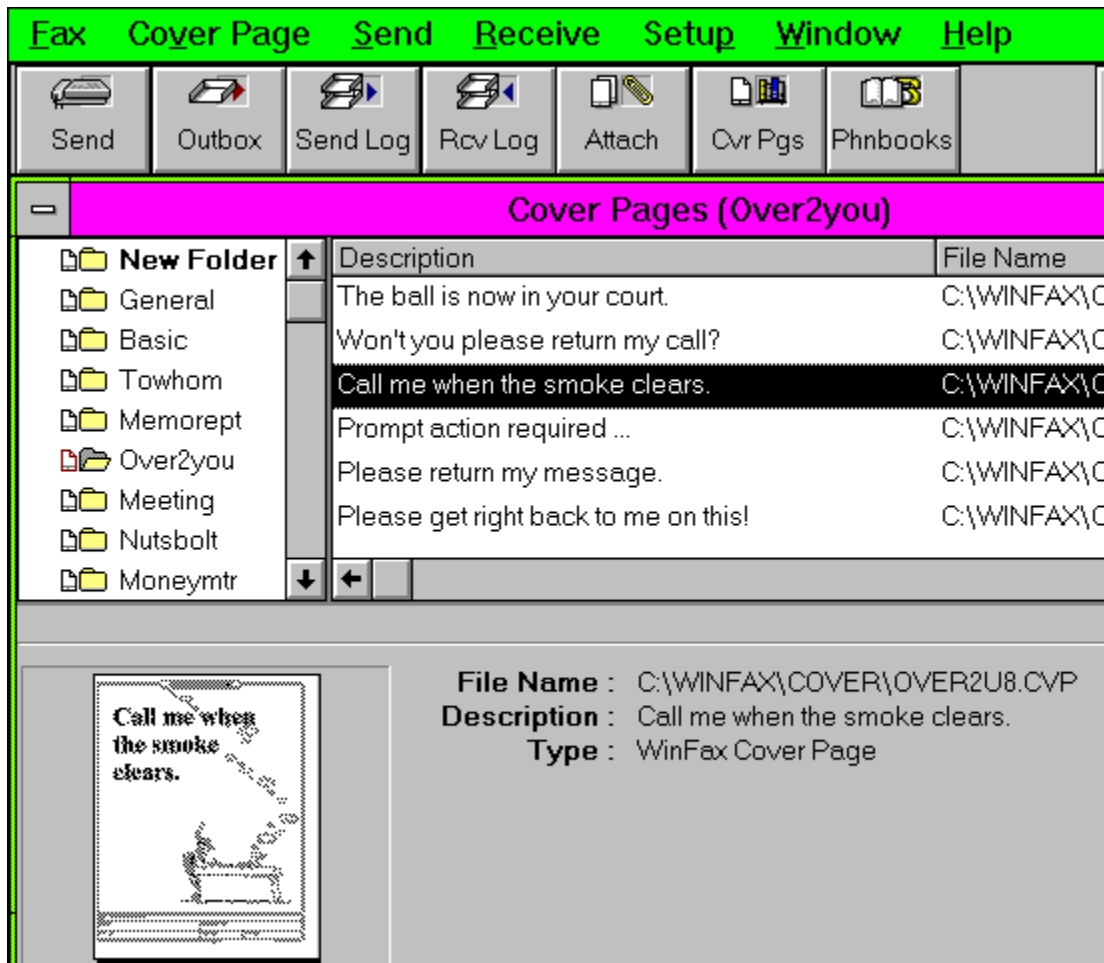 Fax Cover Page Send Receive Setup Window Help
Send Outbox Send Log Rcv Log Attach Cvr Pgs Phnbooks
Cover Pages (Over2you)
New Folder
General
Basic
Towhom
Memorept
Over2you
Meeting
Nutsbolt
Moneymtr
Description File Name
The ball is now in your court. C:\WINFAX\C
Won't you please return my call? C:\WINFAX\C
Call me when the smoke clears. C:\WINFAX\C
Prompt action required ... C:\WINFAX\C
Please return my message. C:\WINFAX\C
Please get right back to me on this! C:\WINFAX\C
Call me when
the smoke
clears.
File Name : C:\WINFAX\COVER\OVER2U8.CVP
Description : Call me when the smoke clears.
Type : WinFax Cover Page